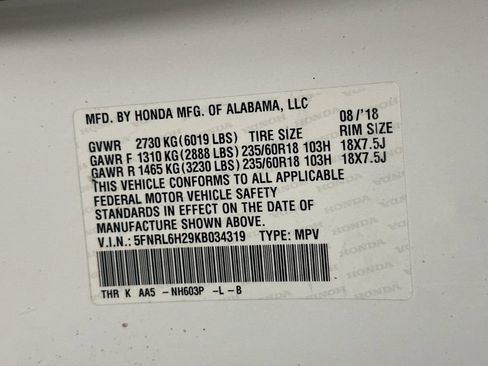 MFD. BY HONDA MFG. OF ALABAMA, LLC 08/'18
GVWR 2730 KG(6019 LBS) TIRE SIZE RIM SIZE
GAWR F 1310 KG(2888 LBS) 235/60R18 103H 18X7.5J
GAWR R 1465 KG(3230 LBS) 235/60R18 103H 18X7.5J
THIS VEHICLE CONFORMS TO ALL APPLICABLE
FEDERAL MOTOR VEHICLE SAFETY
STANDARDS IN EFFECT ON THE DATE OF
MANUFACTURE SHOWN ABOVE.
V.I.N.: 5FNRL6H29KB034319 TYPE: MPV
THR K AA5 -NH603P -L-B